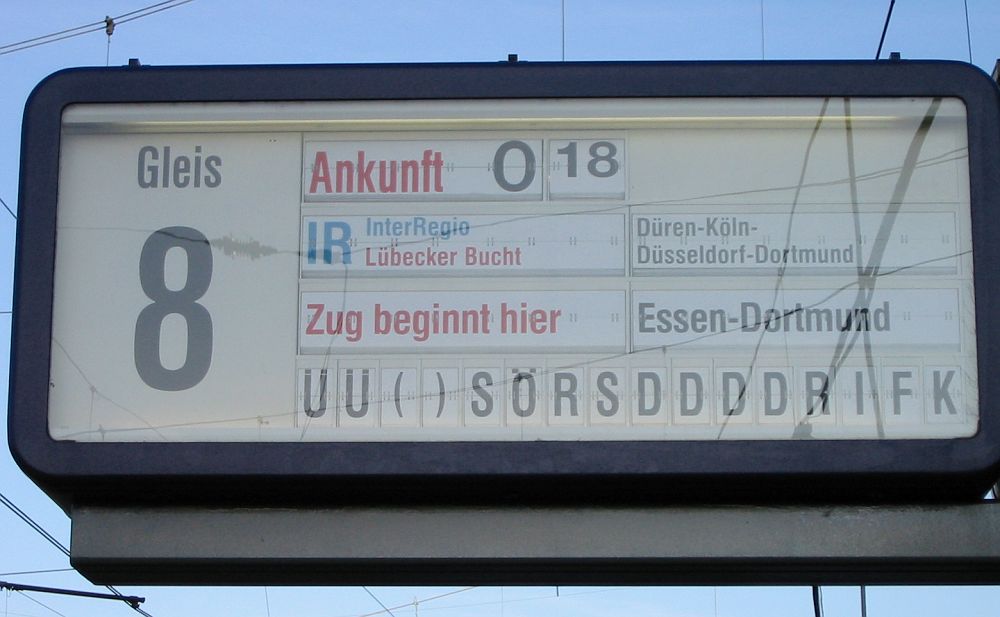 Gleis
8
Ankunft 0 18
IR InterRegio
Lübecker Bucht
Düren-Köln-
Düsseldorf-Dortmund
Zug beginnt hier
Essen-Dortmund
ÜÜ()SÖRSDDDDRIFK